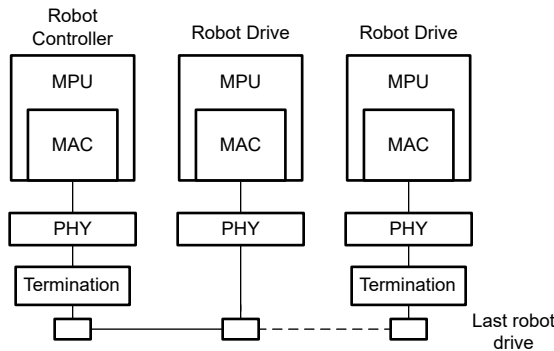 Robot
Controller
Robot Drive
Robot Drive
MPU
MPU
MPU
MAC
MAC
MAC
PHY
PHY
PHY
Termination
Termination
Last robot
drive